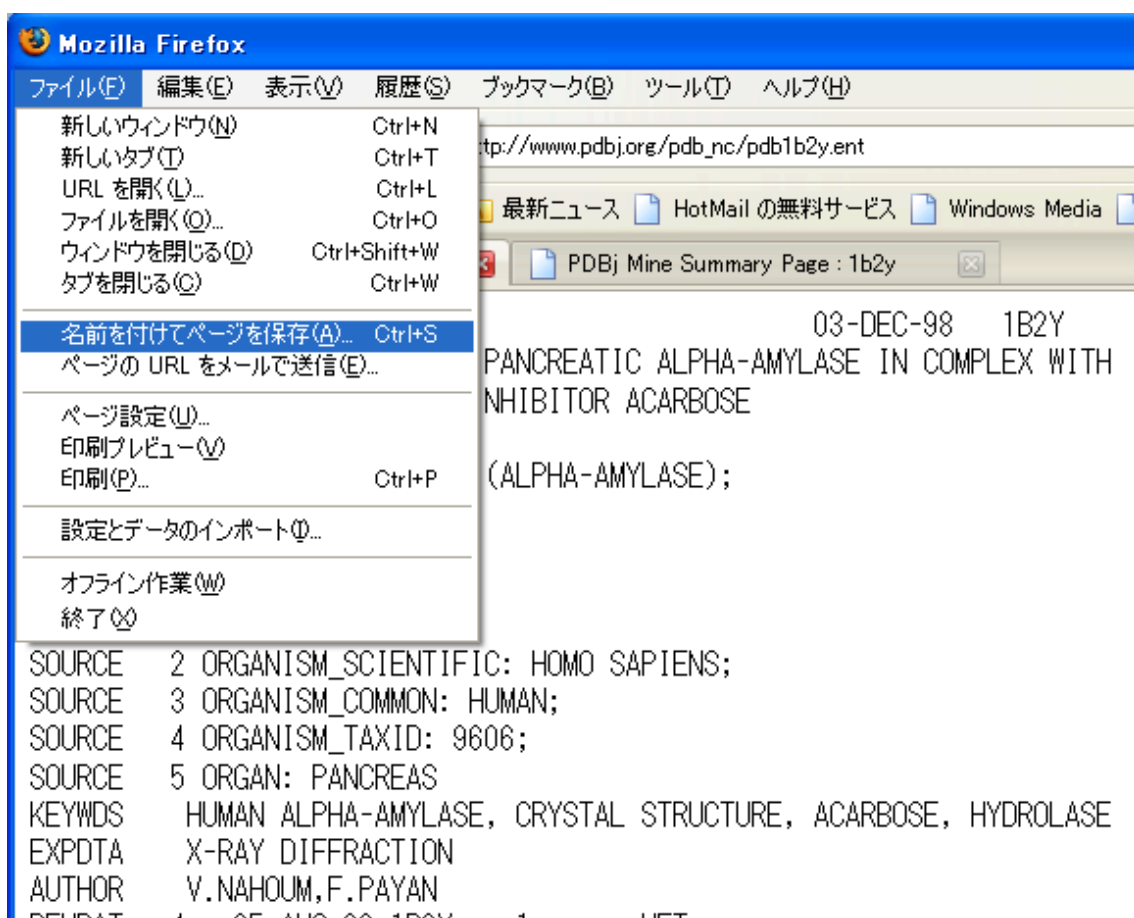 Mozilla Firefox
ファイル(F) 編集(E) 表示(V) 履歴(S) ブックマーク(B) ツール(T) ヘルプ(H)
新しいウィンドウ(N) Ctrl+N
新しいタブ(T) Ctrl+T
URL を開く(L)... Ctrl+L
ファイルを開く(O)... Ctrl+O
ウィンドウを閉じる(D) Ctrl+Shift+W
タブを閉じる(C) Ctrl+W
名前を付けてページを保存(A)... Ctrl+S
ページの URL をメールで送信(E)...
ページ設定(U)...
印刷プレビュー(V)
印刷(P)... Ctrl+P
設定とデータのインポート(I)...
オフライン作業(W)
終了(X)
tp://www.pdbj.org/pdb_nc/pdb1b2y.ent
最新ニュース HotMail の無料サービス Windows Media
PDBj Mine Summary Page : 1b2y
03-DEC-98 1B2Y
PANCREATIC ALPHA-AMYLASE IN COMPLEX WITH
NHIBITOR ACARBOSE
(ALPHA-AMYLASE);
SOURCE 2 ORGANISM_SCIENTIFIC: HOMO SAPIENS;
SOURCE 3 ORGANISM_COMMON: HUMAN;
SOURCE 4 ORGANISM_TAXID: 9606;
SOURCE 5 ORGAN: PANCREAS
KEYWDS HUMAN ALPHA-AMYLASE, CRYSTAL STRUCTURE, ACARBOSE, HYDROLASE
EXPDTA X-RAY DIFFRACTION
AUTHOR V.NAHOUM,F.PAYAN